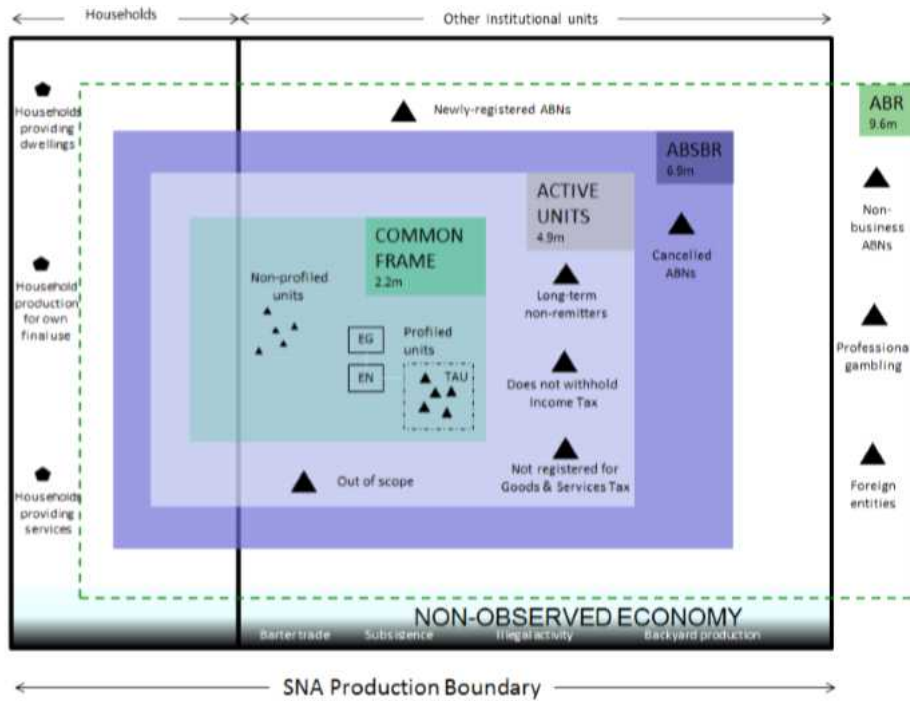 Households
Other Institutional units
Households
providing
dwellings
Newly-registered ABNs
ABR
9.6m
ABSBR
6.9m
ACTIVE
UNITS
4.9m
Non-
business
ABNs
COMMON
FRAME
2.2m
Cancelled
ABNs
Non-profiled
units
Household
production
for own
final use
Long-term
non-remitters
EG
Profiled
units
Professional
gambling
EN
TAU
Does not withhold
Income Tax
Out of scope
Not registered for
Goods & Services Tax
Households
providing
services
Foreign
entities
NON-OBSERVED ECONOMY
Barter trade
Subsistence
Illegal activity
Backyard production
SNA Production Boundary